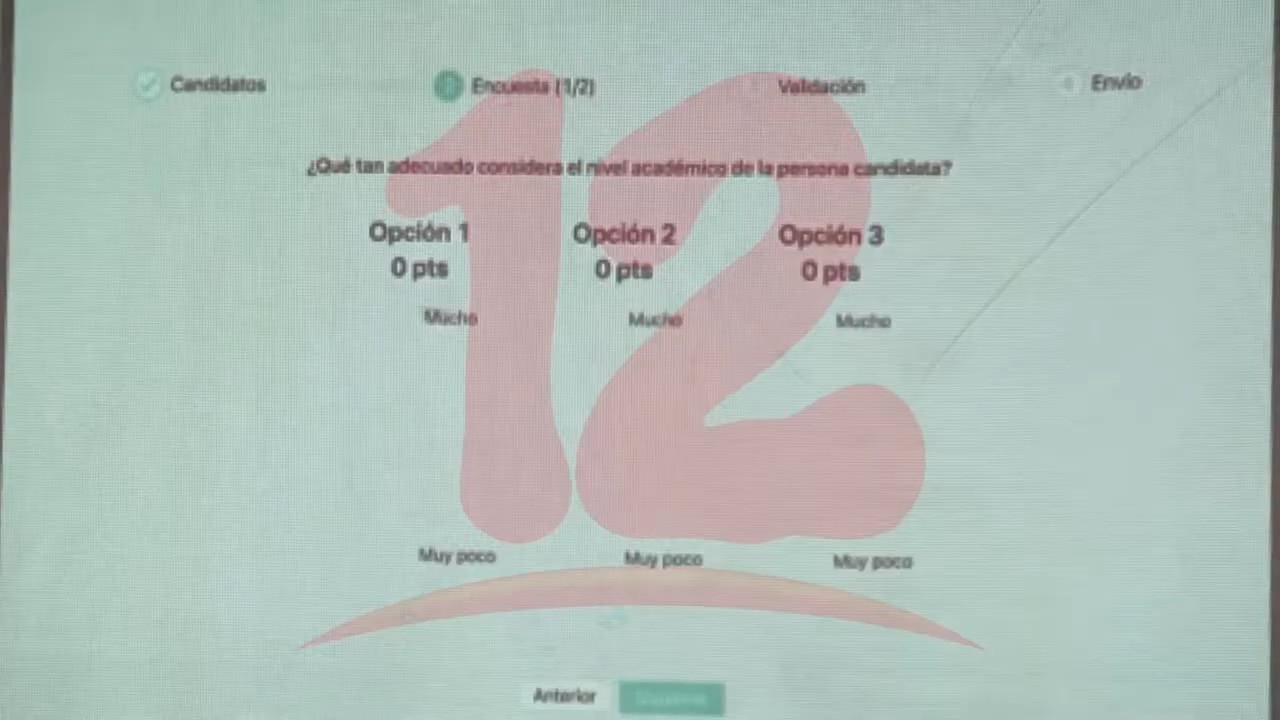 Candidatos
Encuesta (1/2)
Validación
Envío
¿Qué tan adecuado considera el nivel académico de la persona candidata?
Opción 1
Opción 2
Opción 3
0 pts
0 pts
0 pts
Mucho
Mucho
Mucho
12
Muy poco
Muy poco
Muy poco
Anterior